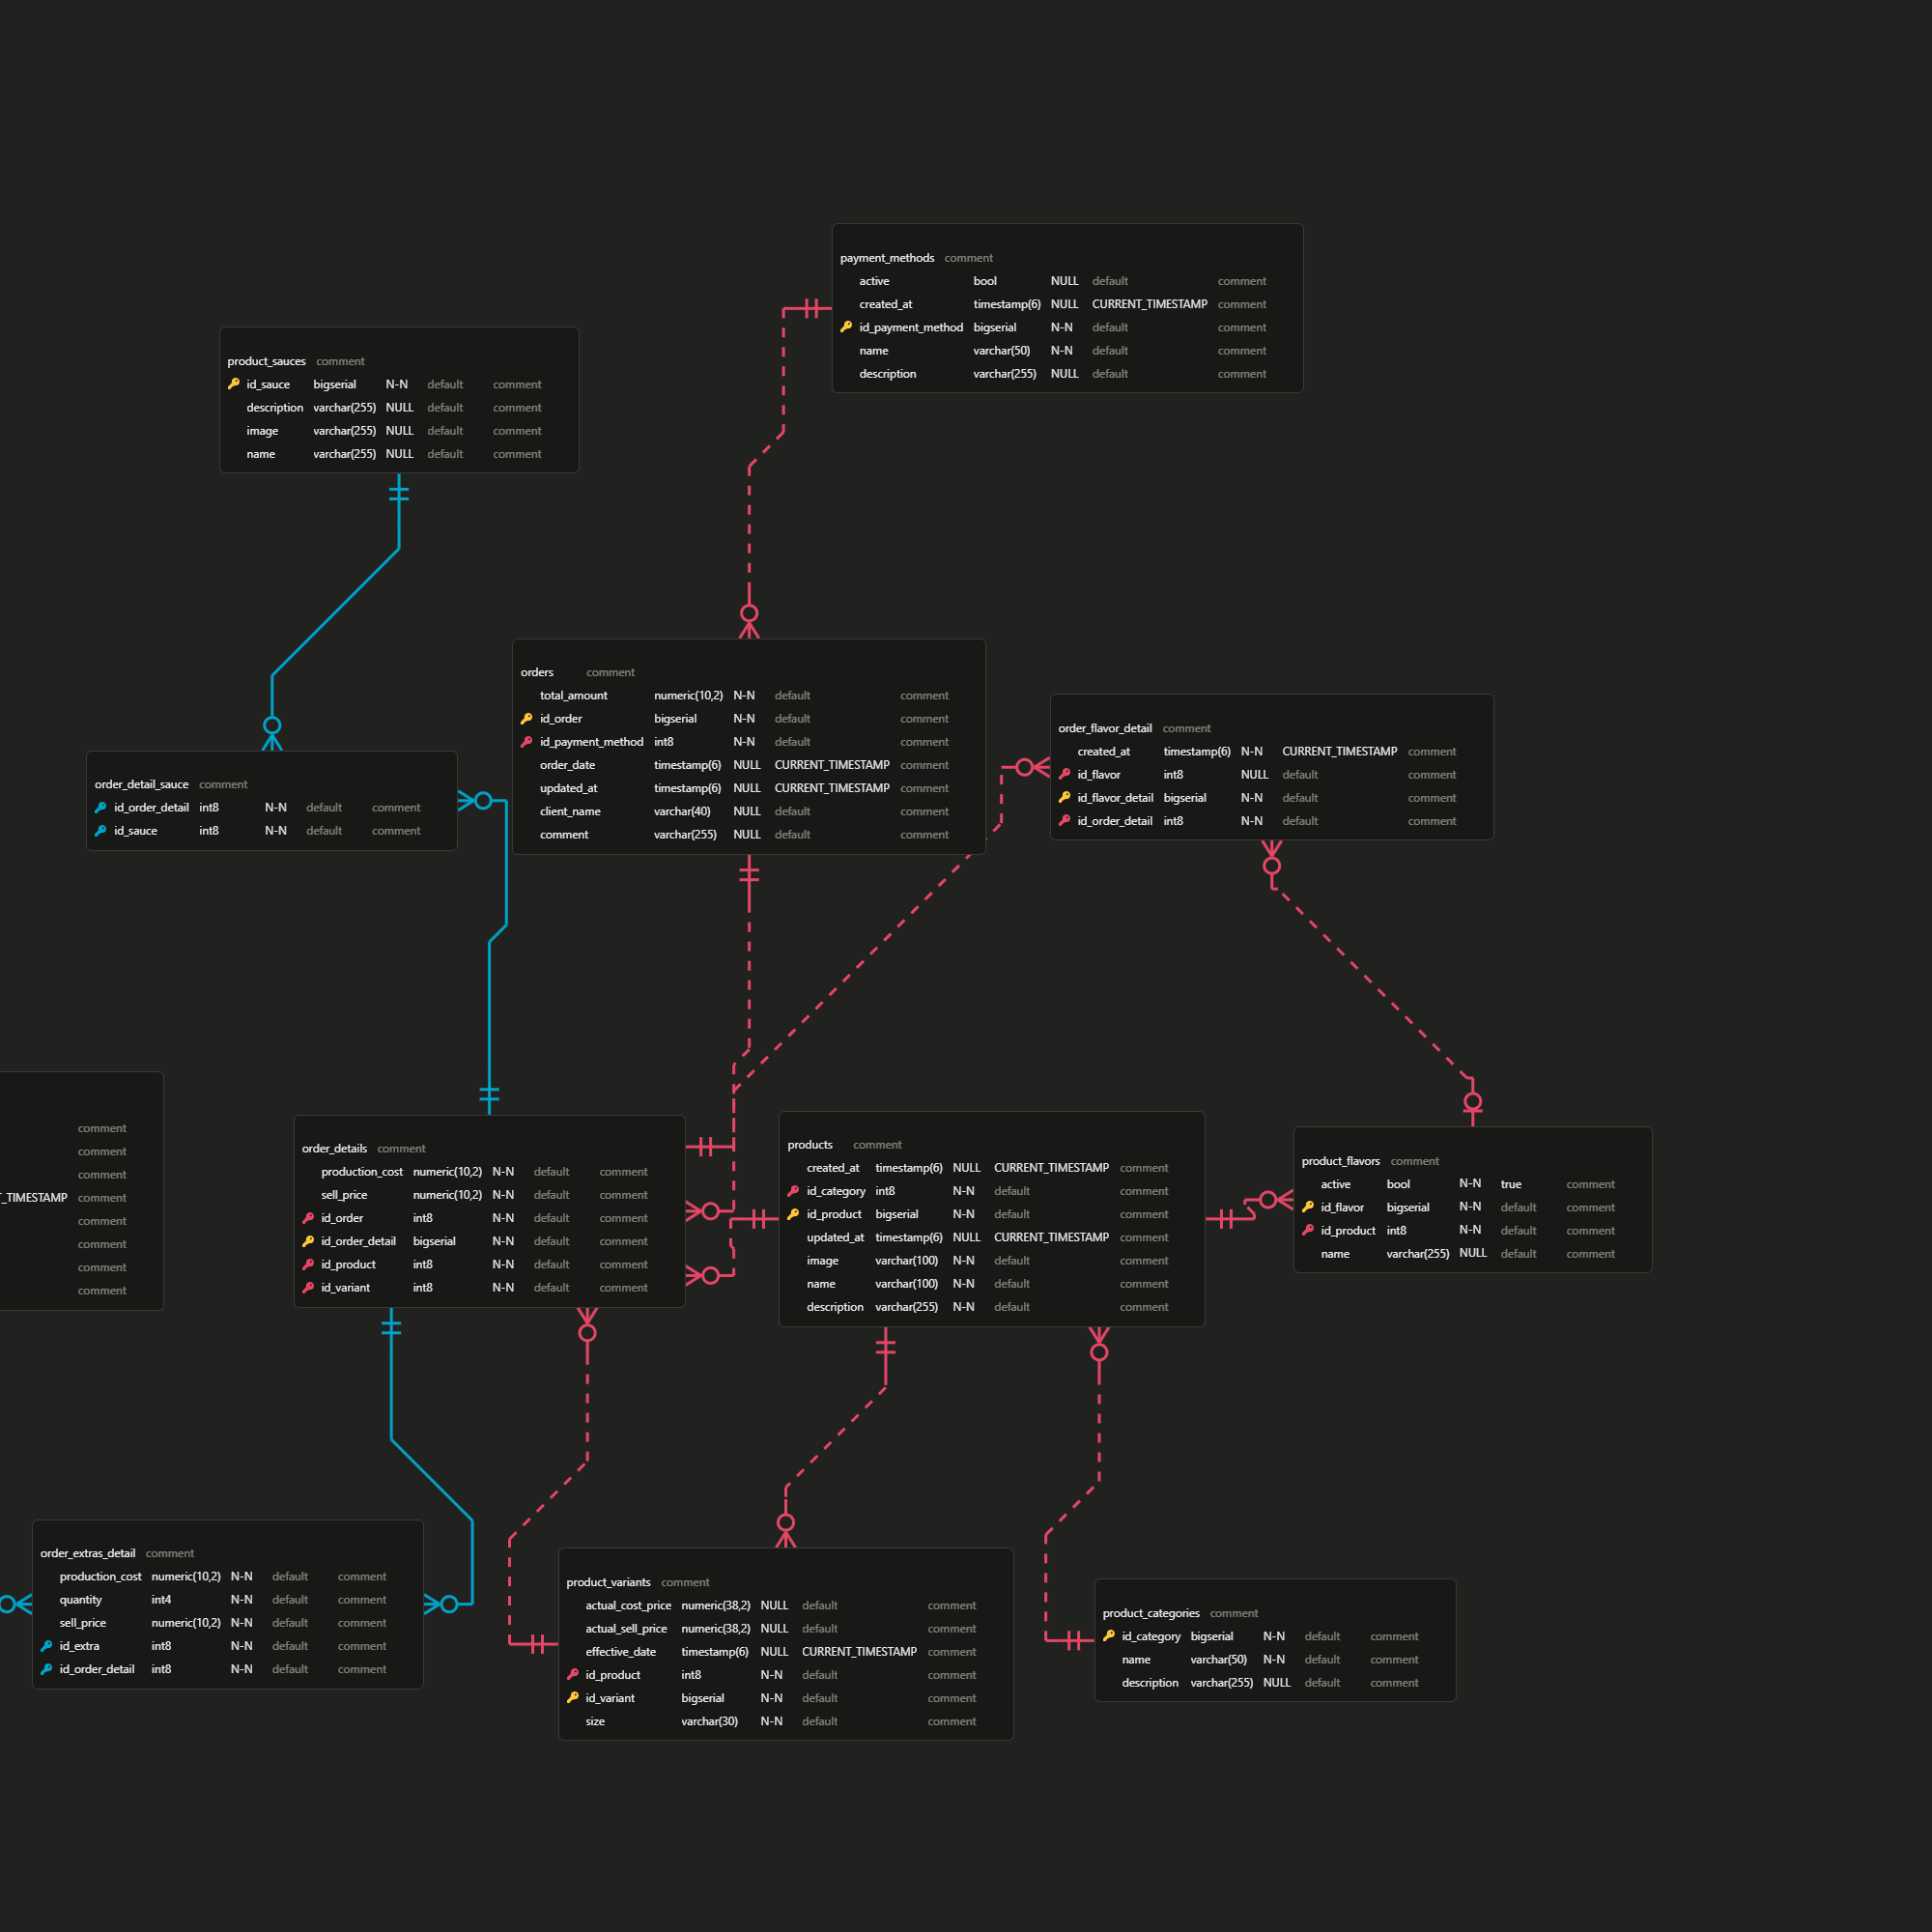 payment_methods comment
active bool NULL default comment
created_at timestamp(6) NULL CURRENT_TIMESTAMP comment
id_payment_method bigserial N-N default comment
name varchar(50) N-N default comment
description varchar(255) NULL default comment
product_sauces comment
id_sauce bigserial N-N default comment
description varchar(255) NULL default comment
image varchar(255) NULL default comment
name varchar(255) NULL default comment
orders comment
total_amount numeric(10,2) N-N default comment
id_order bigserial N-N default comment
id_payment_method int8 N-N default comment
order_date timestamp(6) NULL CURRENT_TIMESTAMP comment
updated_at timestamp(6) NULL CURRENT_TIMESTAMP comment
client_name varchar(40) NULL default comment
comment varchar(255) NULL default comment
order_flavor_detail comment
created_at timestamp(6) N-N CURRENT_TIMESTAMP comment
id_flavor int8 NULL default comment
id_flavor_detail bigserial N-N default comment
id_order_detail int8 N-N default comment
order_detail_sauce comment
id_order_detail int8 N-N default comment
id_sauce int8 N-N default comment
comment
comment
comment
T_TIMESTAMP comment
comment
comment
comment
comment
order_details comment
production_cost numeric(10,2) N-N default comment
sell_price numeric(10,2) N-N default comment
id_order int8 N-N default comment
id_order_detail bigserial N-N default comment
id_product int8 N-N default comment
id_variant int8 N-N default comment
products comment
created_at timestamp(6) NULL CURRENT_TIMESTAMP comment
id_category int8 N-N default comment
id_product bigserial N-N default comment
updated_at timestamp(6) NULL CURRENT_TIMESTAMP comment
image varchar(100) N-N default comment
name varchar(100) N-N default comment
description varchar(255) N-N default comment
product_flavors comment
active bool N-N true comment
id_flavor bigserial N-N default comment
id_product int8 N-N default comment
name varchar(255) NULL default comment
order_extras_detail comment
production_cost numeric(10,2) N-N default comment
quantity int4 N-N default comment
sell_price numeric(10,2) N-N default comment
id_extra int8 N-N default comment
id_order_detail int8 N-N default comment
product_variants comment
actual_cost_price numeric(38,2) NULL default comment
actual_sell_price numeric(38,2) NULL default comment
effective_date timestamp(6) NULL CURRENT_TIMESTAMP comment
id_product int8 N-N default comment
id_variant bigserial N-N default comment
size varchar(30) N-N default comment
product_categories comment
id_category bigserial N-N default comment
name varchar(50) N-N default comment
description varchar(255) NULL default comment